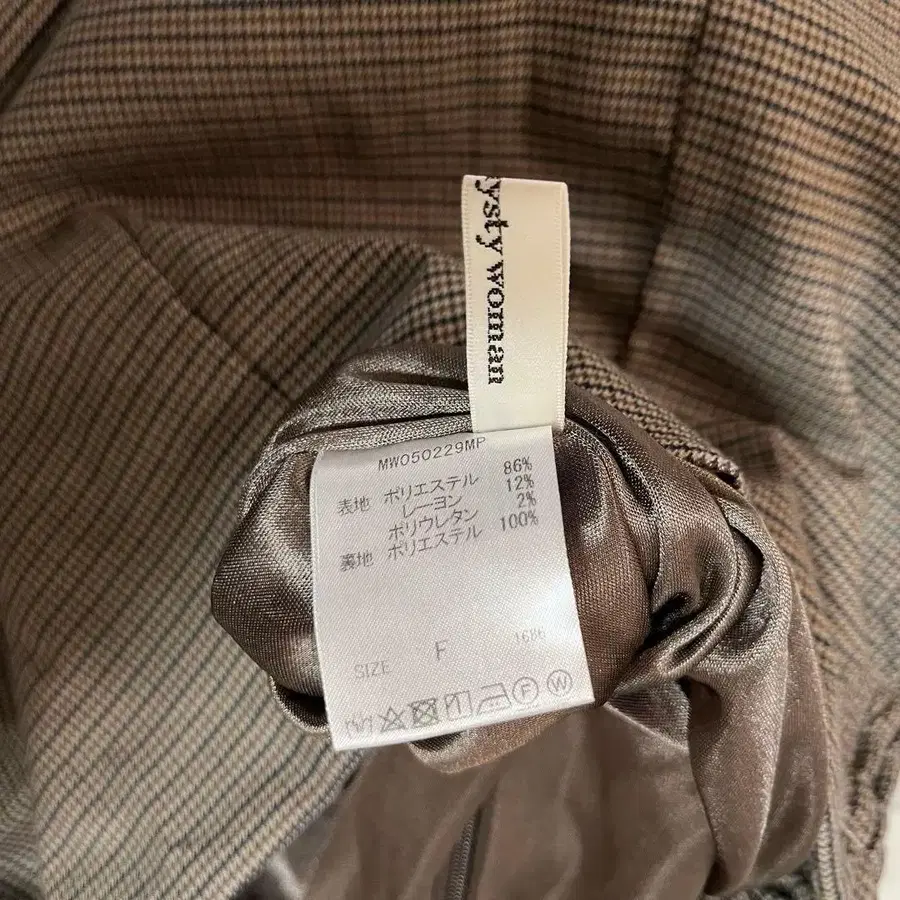 ysty woman
MW050229MP
表地 ポリエステル 86%
レーヨン 12%
ポリウレタン 2%
裏地 ポリエステル 100%
1686
SIZE F
F W